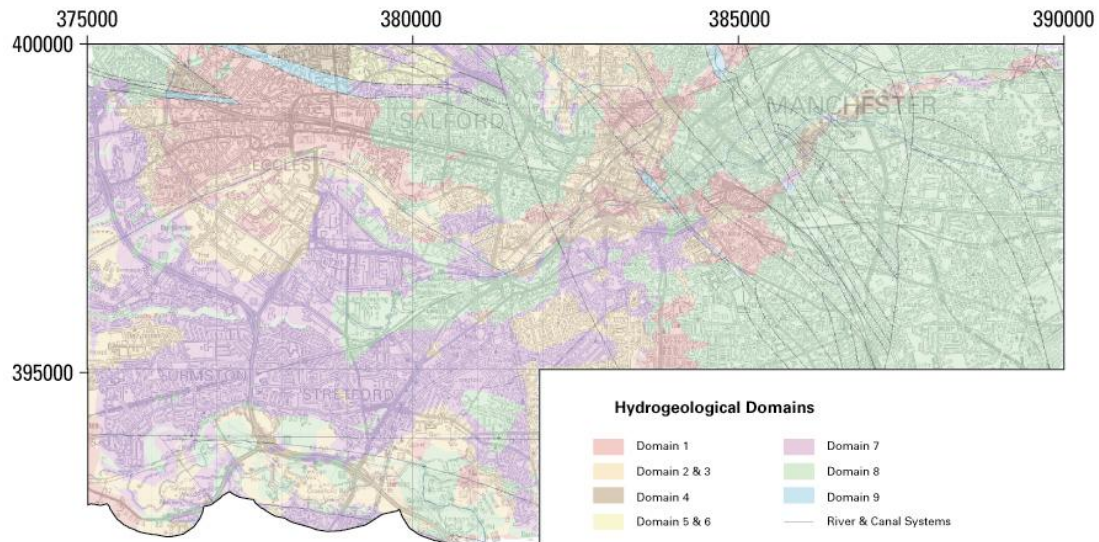 375000 380000 385000 390000
400000
MANCHESTER
SALFORD
ECCLES
395000
URMSTON
STRETFORD
Hydrogeological Domains
Domain 1 Domain 7
Domain 2 & 3 Domain 8
Domain 4 Domain 9
Domain 5 & 6 River & Canal Systems